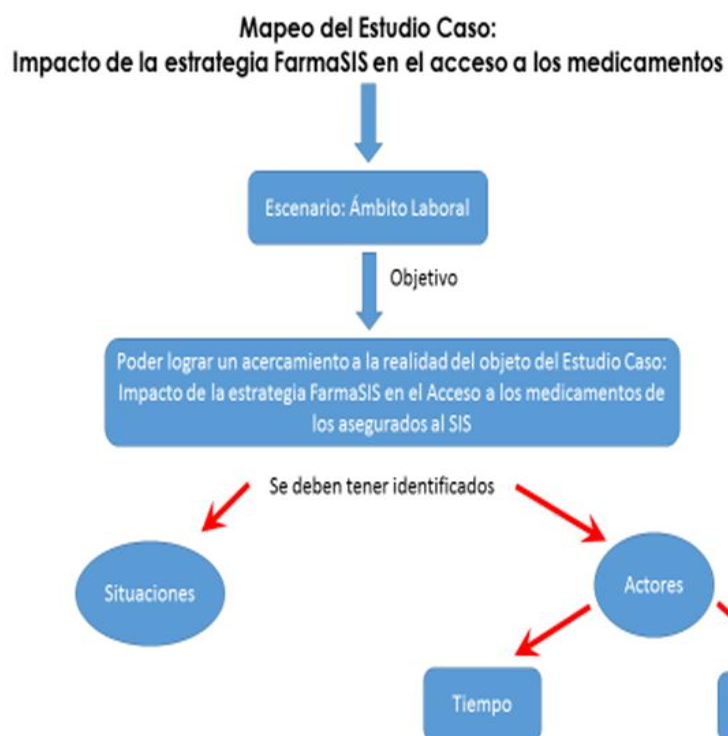 Mapeo del Estudio Caso:
Impacto de la estrategia FarmaSIS en el acceso a los medicamentos
Escenario: Ámbito Laboral
Objetivo
Poder lograr un acercamiento a la realidad del objeto del Estudio Caso:
Impacto de la estrategia FarmaSIS en el Acceso a los medicamentos de
los asegurados al SIS
Se deben tener identificados
Situaciones
Actores
Tiempo